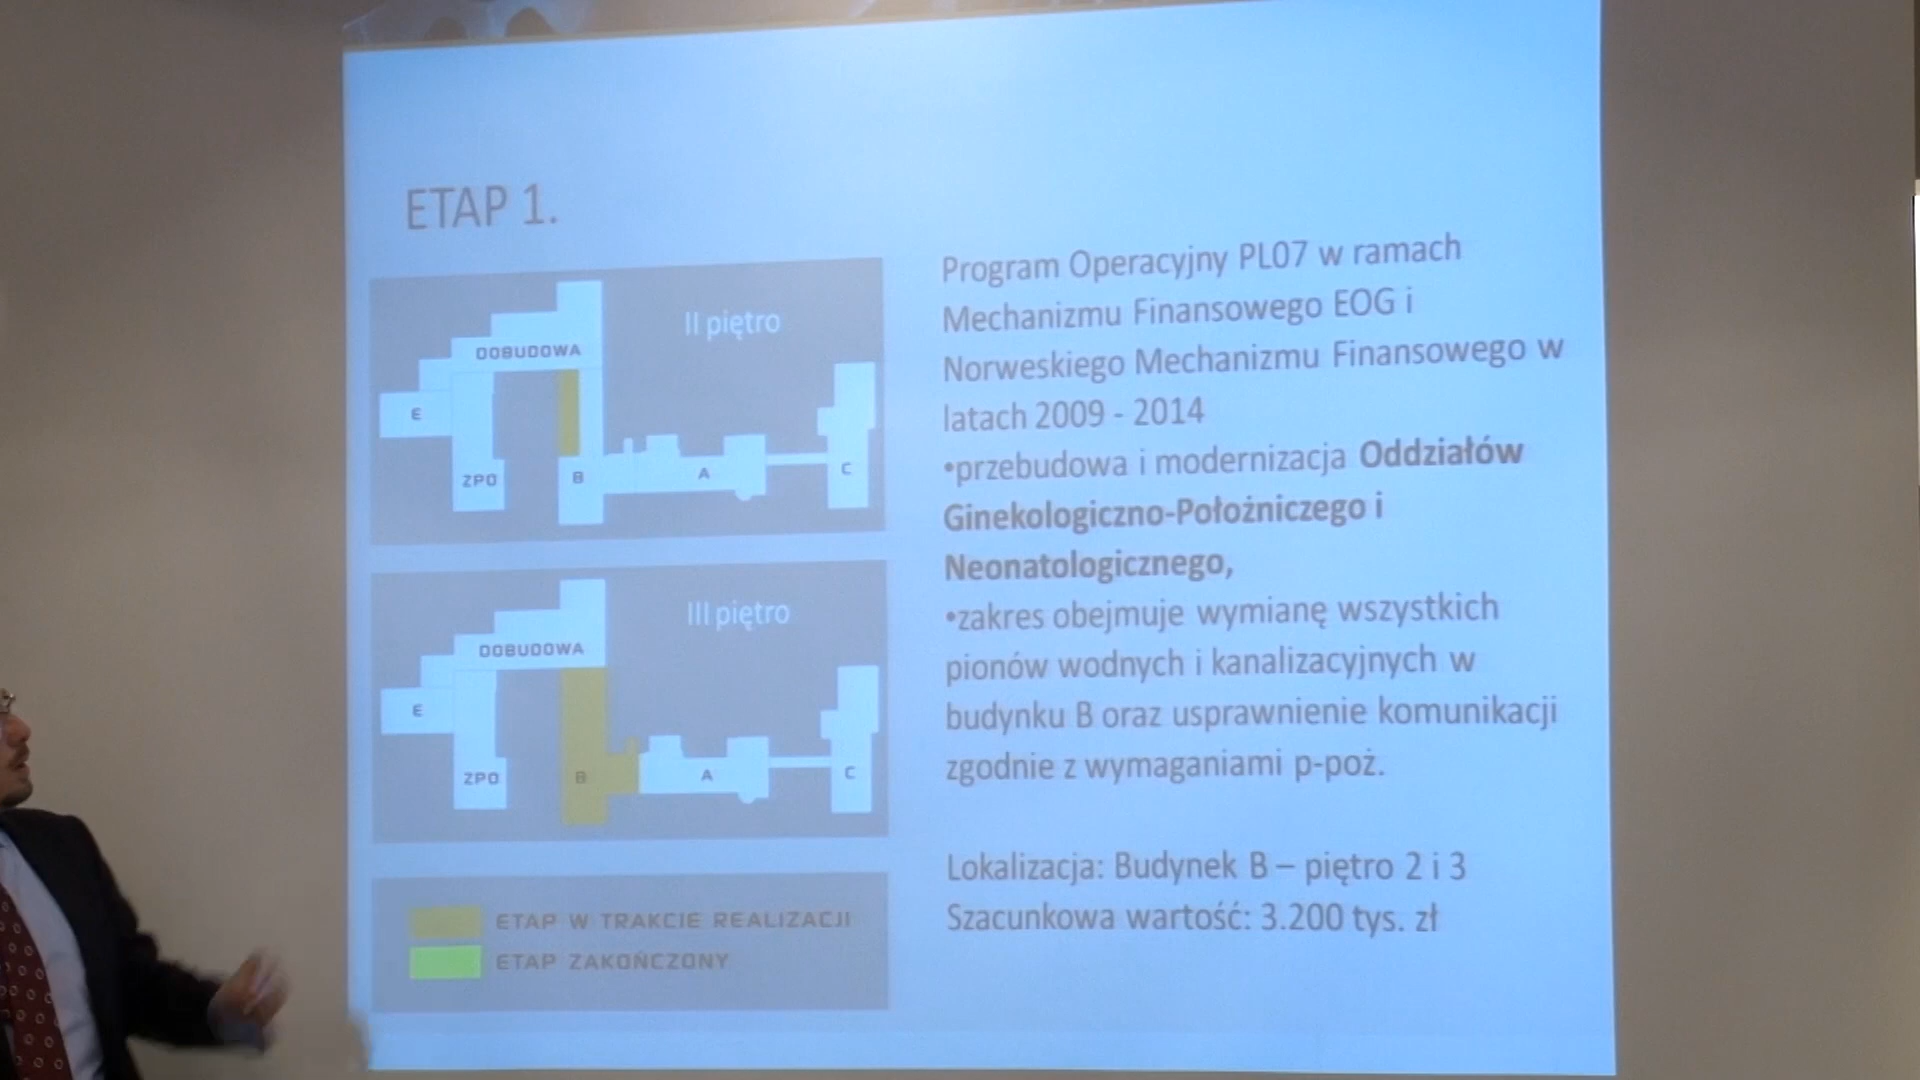 ETAP 1.
II piętro
DOBUDOWA
E
ZPO
B
A
C
III piętro
DOBUDOWA
E
ZPO
B
A
C
ETAP W TRAKCIE REALIZACJI
ETAP ZAKOŃCZONY
Program Operacyjny PL07 w ramach
Mechanizmu Finansowego EOG i
Norweskiego Mechanizmu Finansowego w
latach 2009 - 2014
•przebudowa i modernizacja Oddziałów
Ginekologiczno-Położniczego i
Neonatologicznego,
•zakres obejmuje wymianę wszystkich
pionów wodnych i kanalizacyjnych w
budynku B oraz usprawnienie komunikacji
zgodnie z wymaganiami p-poż.
Lokalizacja: Budynek B – piętro 2 i 3
Szacunkowa wartość: 3.200 tys. zł